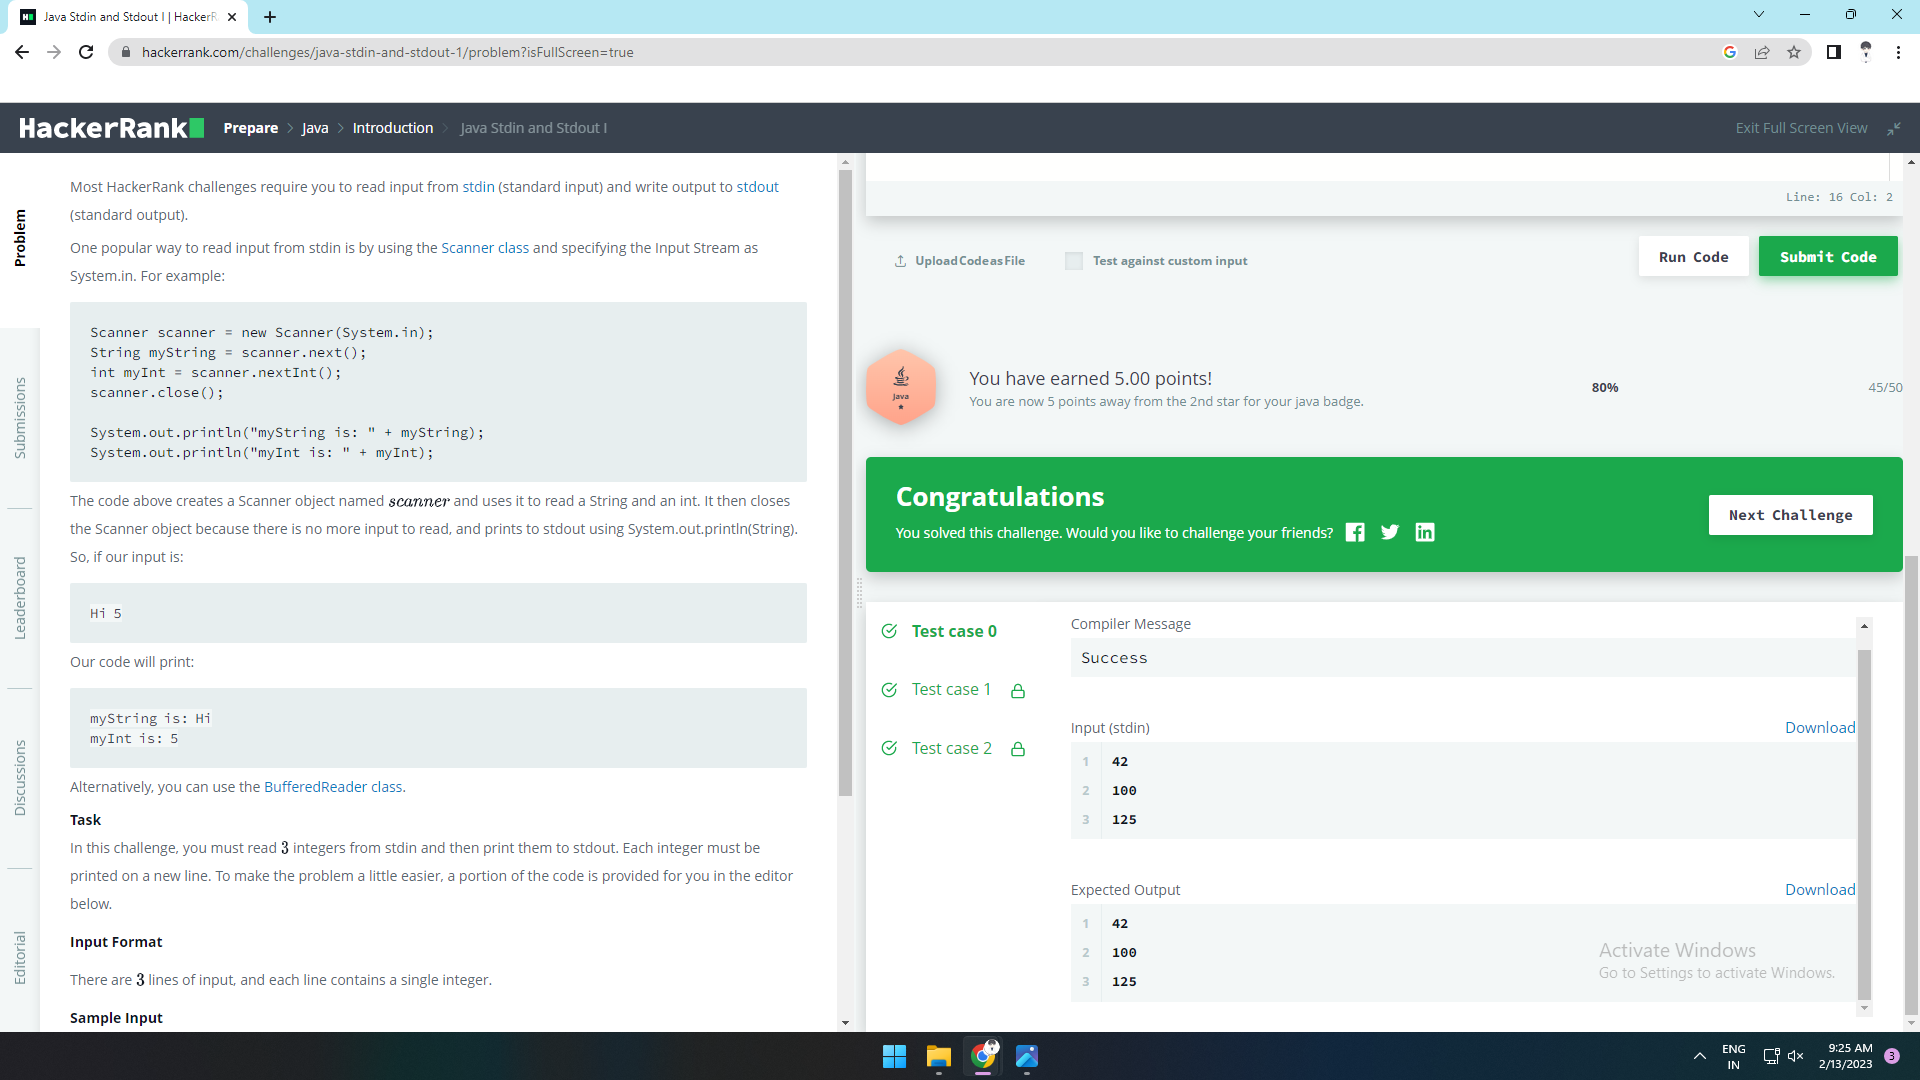 Java Stdin and Stdout I | HackerR
hackerrank.com/challenges/java-stdin-and-stdout-1/problem?isFullScreen=true
HackerRank
Prepare > Java > Introduction > Java Stdin and Stdout I
Exit Full Screen View
Problem
Submissions
Leaderboard
Discussions
Editorial
Most HackerRank challenges require you to read input from stdin (standard input) and write output to stdout
(standard output).
One popular way to read input from stdin is by using the Scanner class and specifying the Input Stream as
System.in. For example:
Scanner scanner = new Scanner(System.in);
String myString = scanner.next();
int myInt = scanner.nextInt();
scanner.close();
System.out.println("myString is: " + myString);
System.out.println("myInt is: " + myInt);
The code above creates a Scanner object named scanner and uses it to read a String and an int. It then closes
the Scanner object because there is no more input to read, and prints to stdout using System.out.println(String).
So, if our input is:
Hi 5
Our code will print:
myString is: Hi
myInt is: 5
Alternatively, you can use the BufferedReader class.
Task
In this challenge, you must read 3 integers from stdin and then print them to stdout. Each integer must be
printed on a new line. To make the problem a little easier, a portion of the code is provided for you in the editor
below.
Input Format
There are 3 lines of input, and each line contains a single integer.
Sample Input
Line: 16 Col: 2
Upload Code as File
Test against custom input
Run Code
Submit Code
Java
You have earned 5.00 points!
You are now 5 points away from the 2nd star for your java badge.
80%
45/50
Congratulations
You solved this challenge. Would you like to challenge your friends?
Next Challenge
Test case 0
Test case 1
Test case 2
Compiler Message
Success
Input (stdin)
Download
1 42
2 100
3 125
Expected Output
Download
1 42
2 100
3 125
Activate Windows
Go to Settings to activate Windows.
ENG
IN
9:25 AM
2/13/2023
3